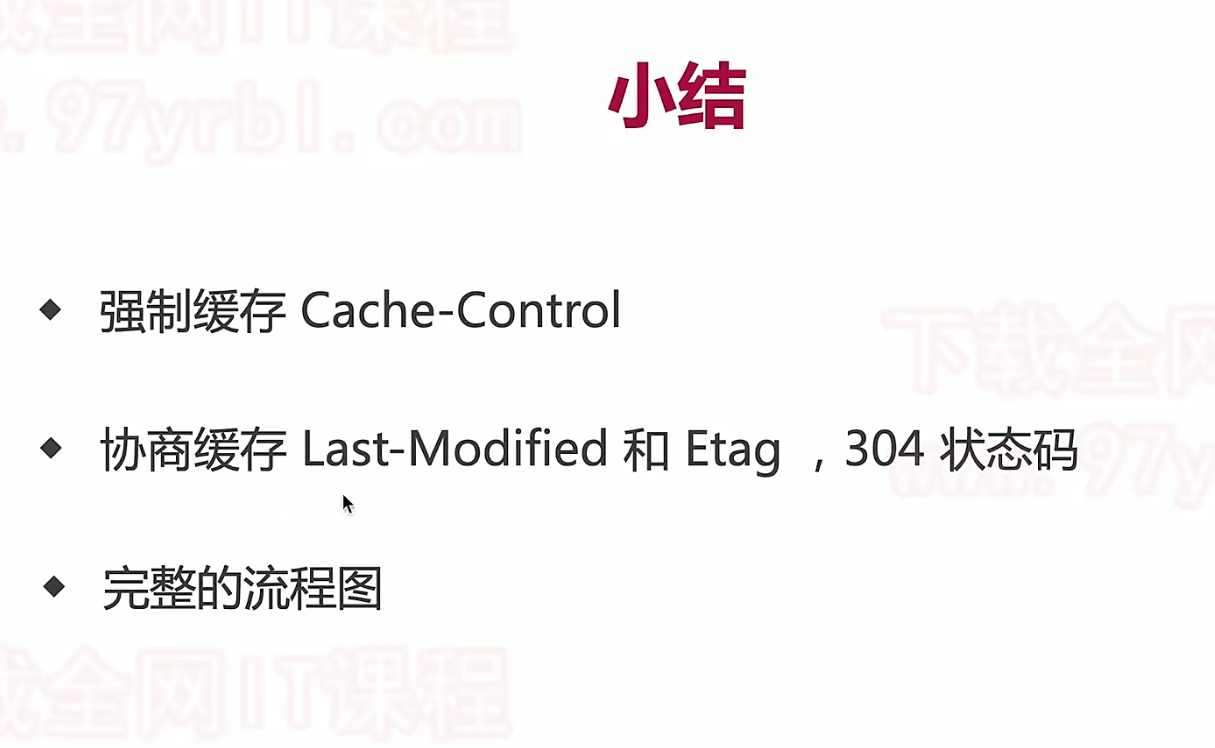 载全网IT课程
.97yrbl.com
小结
◆ 强制缓存 Cache-Control
下载全网
◆ 协商缓存 Last-Modified 和 Etag ，304 状态码
www.97y
◆ 完整的流程图
载全网IT课程